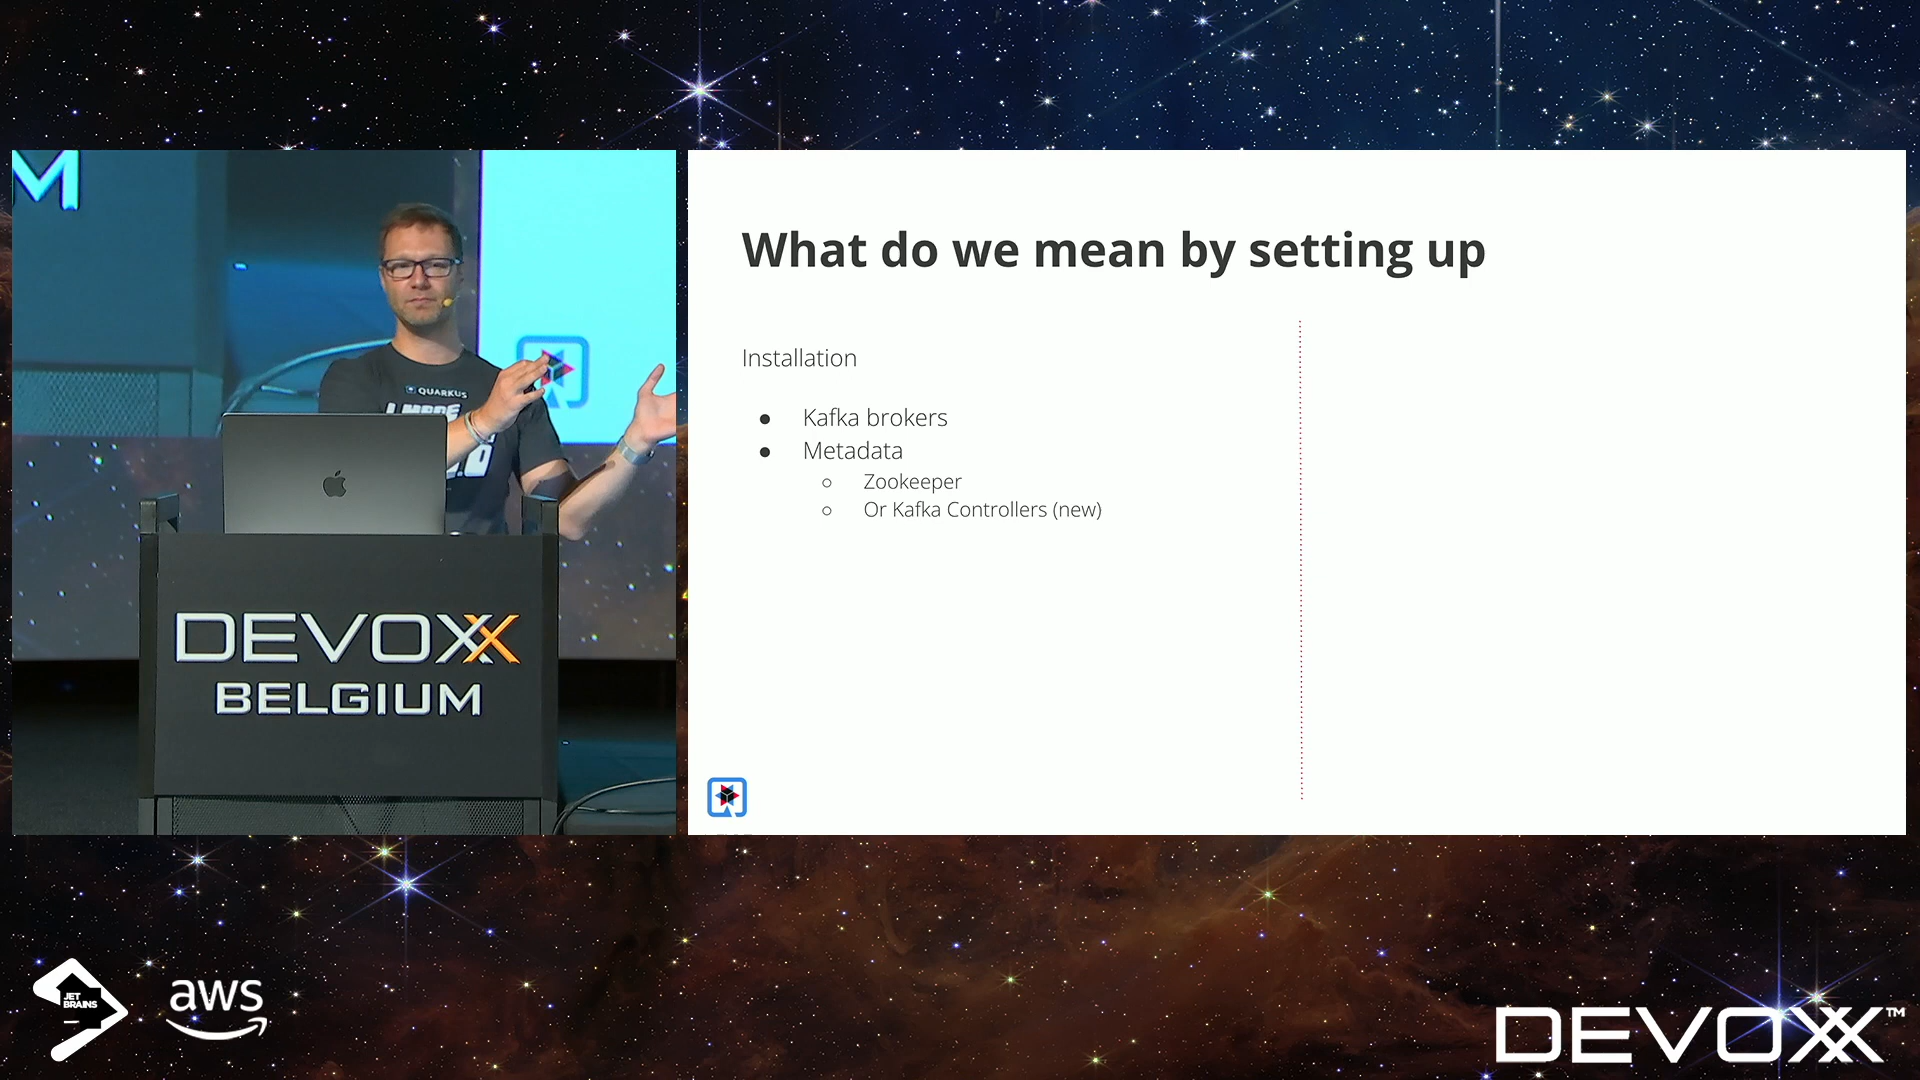 M
QUARKUS
DEVOXX
BELGIUM
What do we mean by setting up
Installation
● Kafka brokers
● Metadata
○ Zookeeper
○ Or Kafka Controllers (new)
JET
BRAINS
aws
DEVOXX™